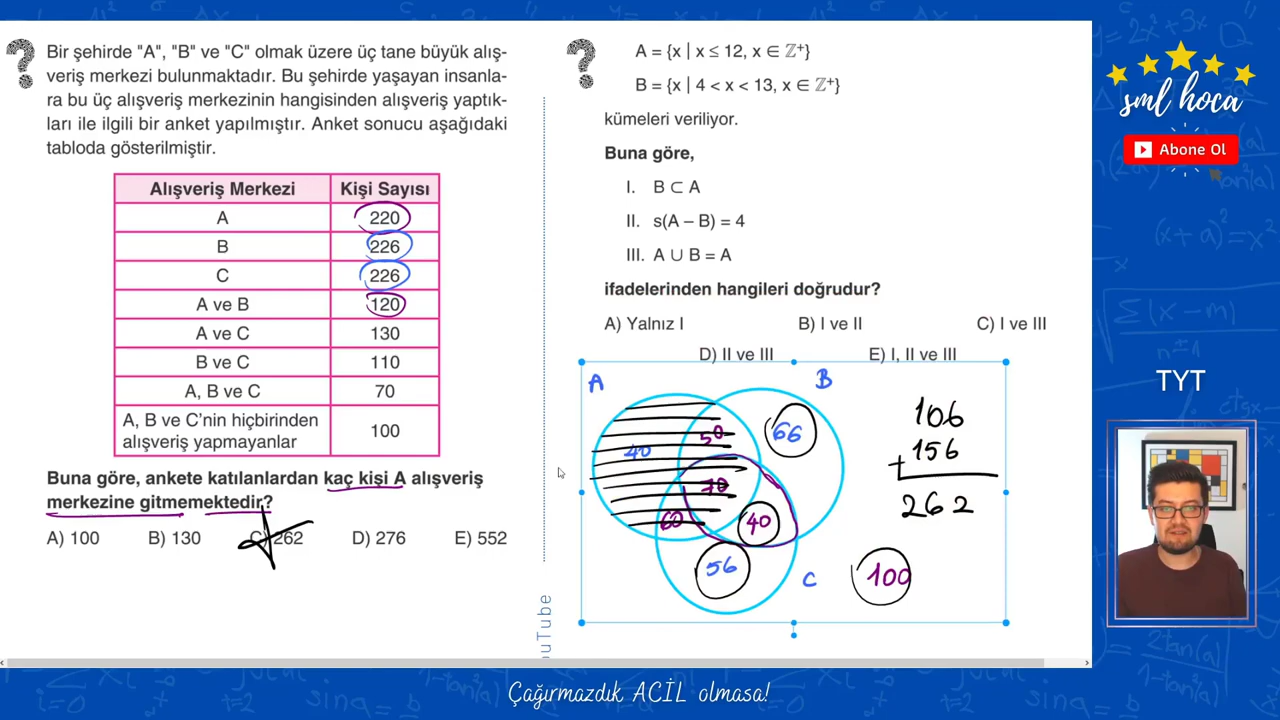 Bir şehirde "A", "B" ve "C" olmak üzere üç tane büyük alış-
veriş merkezi bulunmaktadır. Bu şehirde yaşayan insanla-
ra bu üç alışveriş merkezinin hangisinden alışveriş yaptık-
ları ile ilgili bir anket yapılmıştır. Anket sonucu aşağıdaki
tabloda gösterilmiştir.
Alışveriş Merkezi Kişi Sayısı
A 220
B 226
C 226
A ve B 120
A ve C 130
B ve C 110
A, B ve C 70
A, B ve C'nin hiçbirinden
alışveriş yapmayanlar 100
Buna göre, ankete katılanlardan kaç kişi A alışveriş
merkezine gitmemektedir?
A) 100 B) 130 C) 262 D) 276 E) 552
A = {x | x ≤ 12, x ∈ ℤ⁺}
B = {x | 4 < x < 13, x ∈ ℤ⁺}
kümeleri veriliyor.
Buna göre,
I. B ⊂ A
II. s(A – B) = 4
III. A ∪ B = A
ifadelerinden hangileri doğrudur?
A) Yalnız I B) I ve II C) I ve III
D) II ve III E) I, II ve III
A B
50 66
40
70
60 40
56 C 100
106
+ 156
262
uTube
sml hoca
Abone Ol
TYT
Çağırmazdık ACİL olmasa!